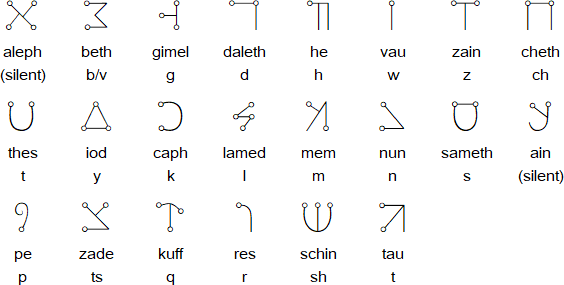 aleph beth gimel daleth he vau zain cheth
(silent) b/v g d h w z ch
thes iod caph lamed mem nun sameth ain
t y k l m n s (silent)
pe zade kuff res schin tau
p ts q r sh t